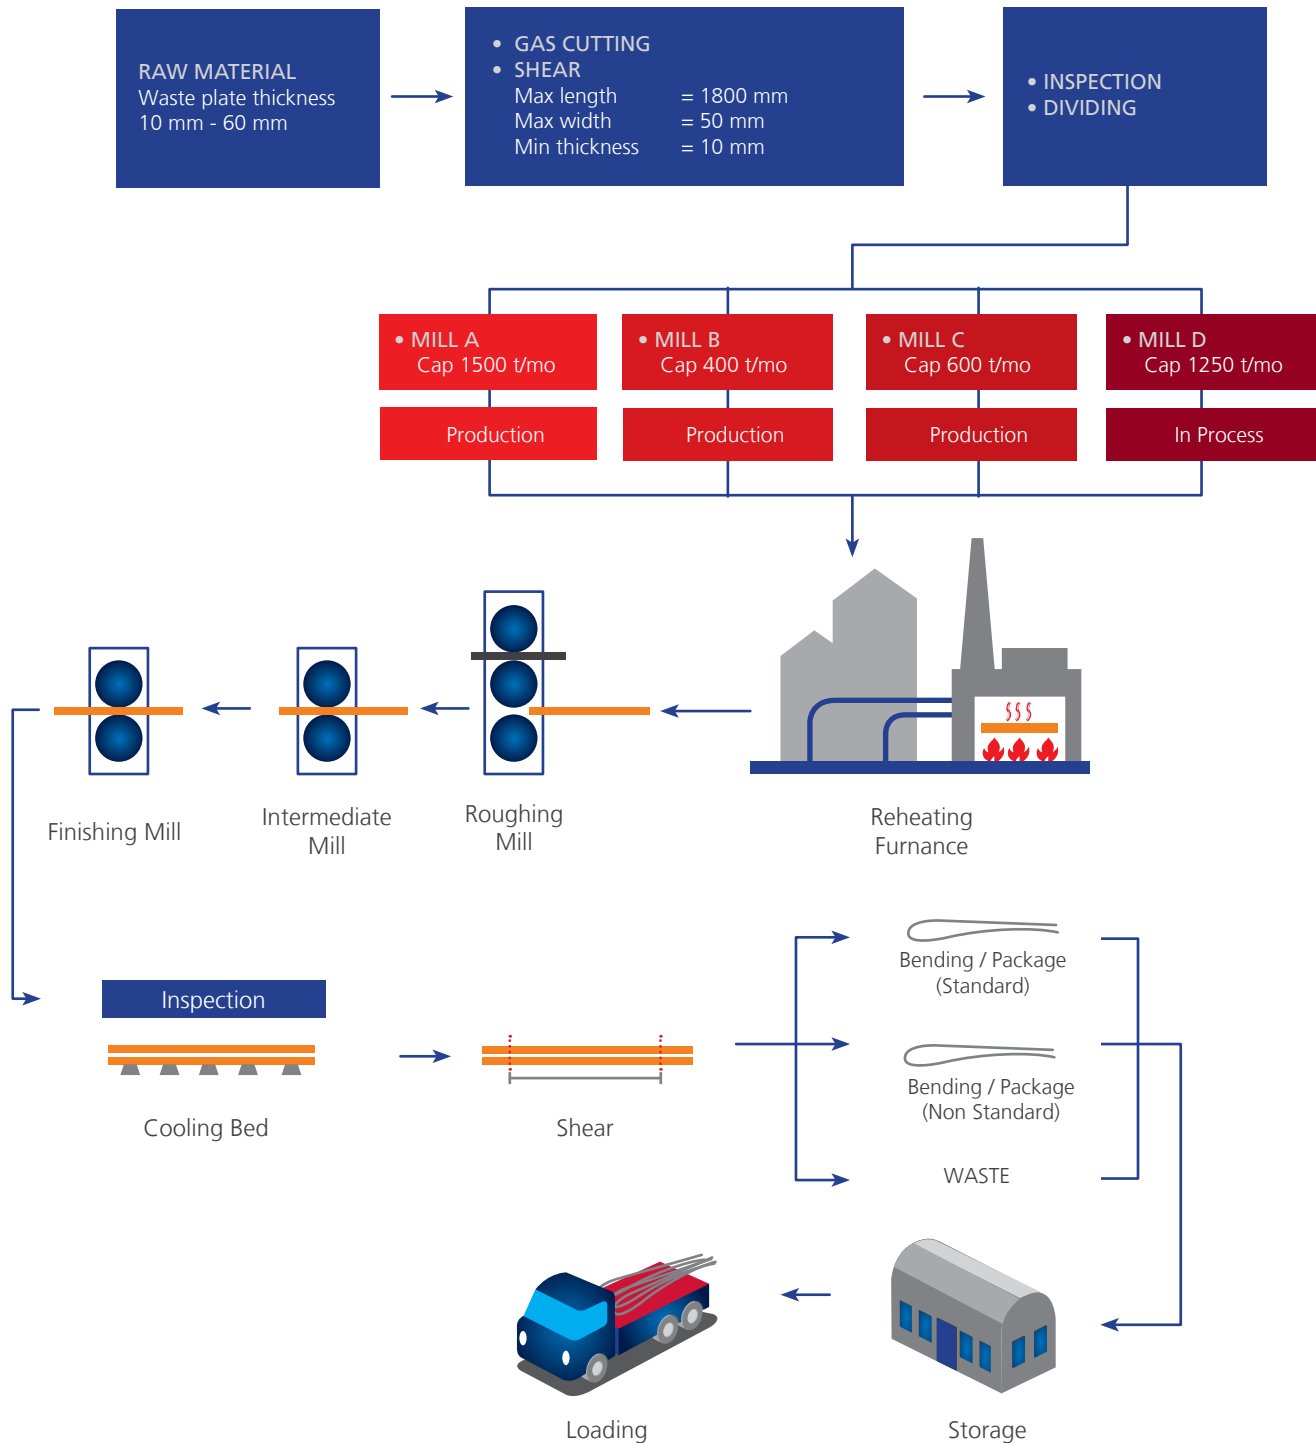 RAW MATERIAL
Waste plate thickness
10 mm - 60 mm
• GAS CUTTING
• SHEAR
Max length = 1800 mm
Max width = 50 mm
Min thickness = 10 mm
• INSPECTION
• DIVIDING
• MILL A
Cap 1500 t/mo
• MILL B
Cap 400 t/mo
• MILL C
Cap 600 t/mo
• MILL D
Cap 1250 t/mo
Production
Production
Production
In Process
Finishing Mill
Intermediate
Mill
Roughing
Mill
Reheating
Furnance
Inspection
Cooling Bed
Shear
Bending / Package
(Standard)
Bending / Package
(Non Standard)
WASTE
Loading
Storage